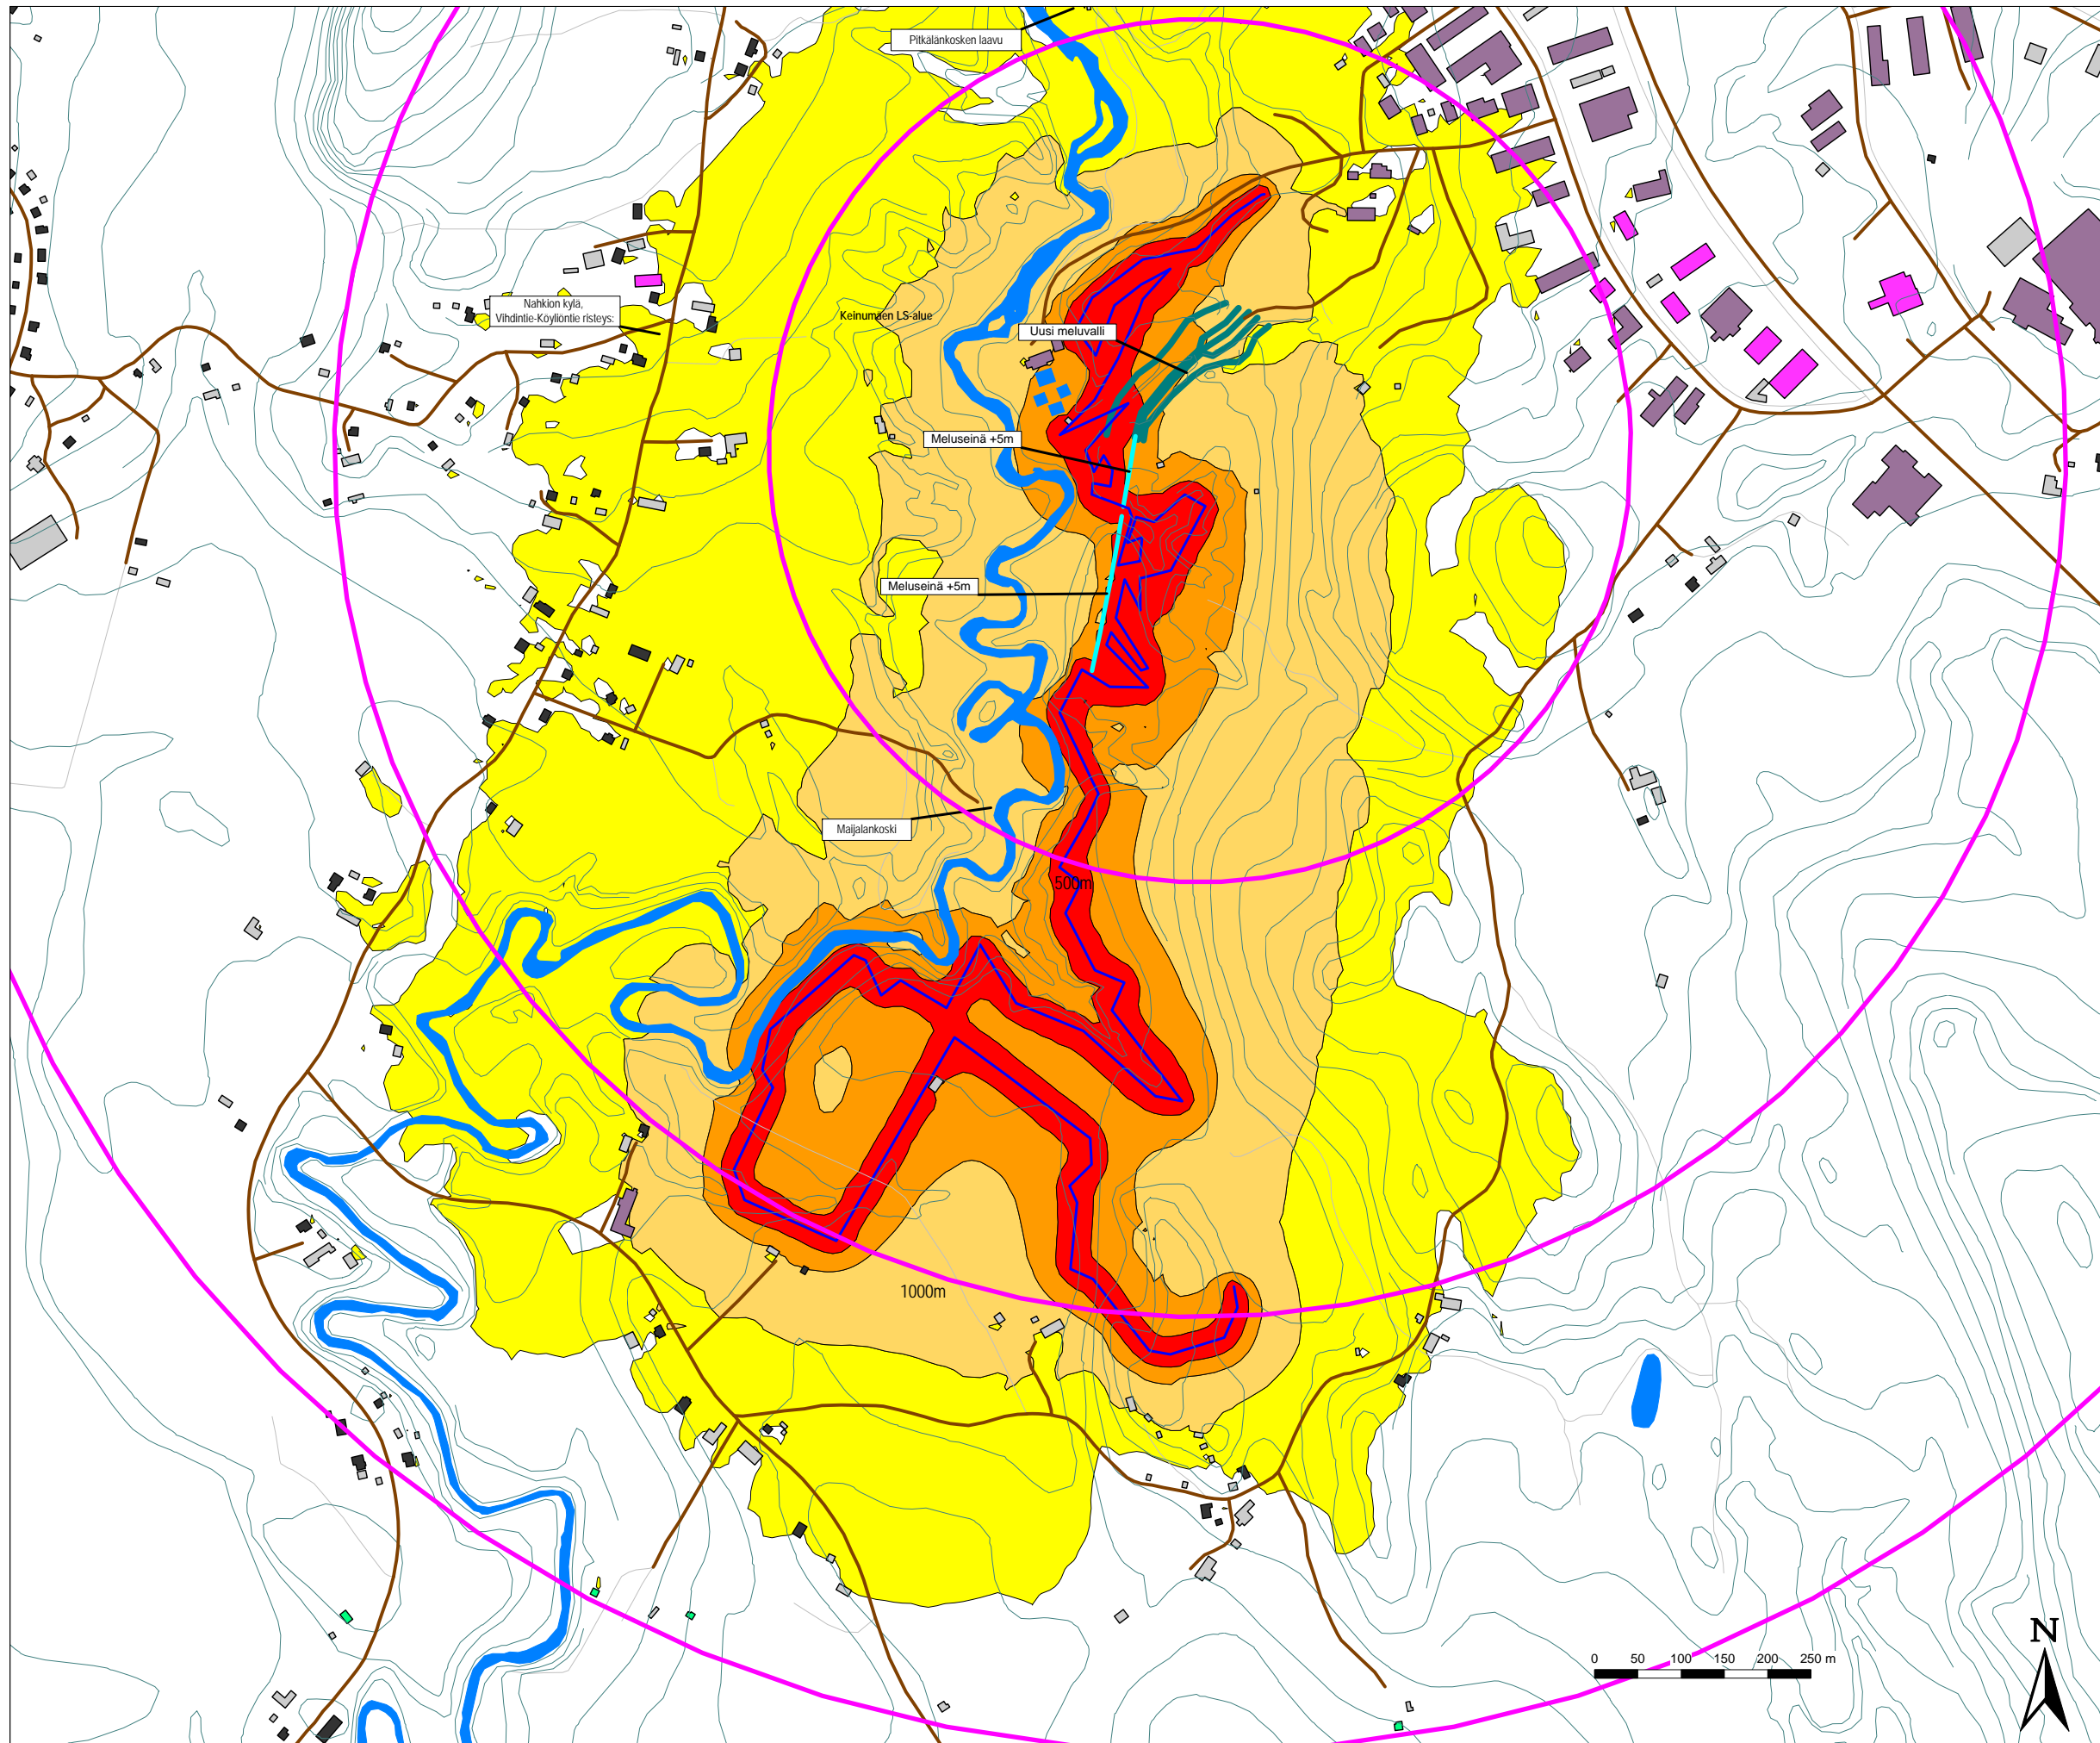 Pitkälänkosken laavu
Nahkion kylä,
Vihdintie-Köyliöntie risteys:
Keinumäen LS-alue
Uusi meluvalli
Meluseinä +5m
Meluseinä +5m
Maijalankoski
500m
1000m
N
0 50 100 150 200 250 m